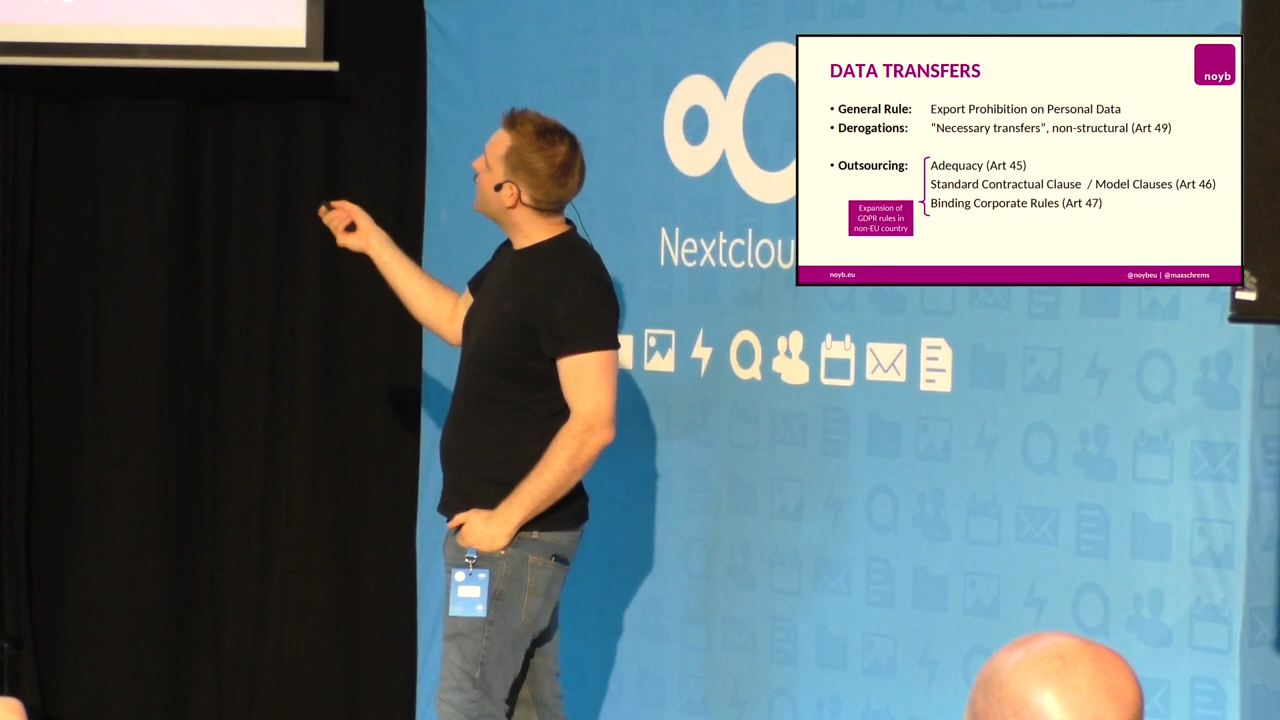 DATA TRANSFERS
noyb
• General Rule: Export Prohibition on Personal Data
• Derogations: “Necessary transfers”, non-structural (Art 49)
• Outsourcing: Adequacy (Art 45)
Standard Contractual Clause / Model Clauses (Art 46)
Binding Corporate Rules (Art 47)
Expansion of
GDPR rules in
non-EU country
noyb.eu
@noybeu | @maxschrems
Nextclou